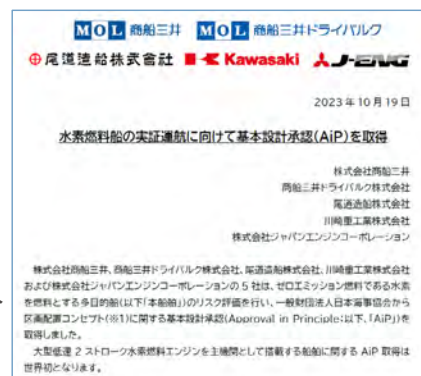 MOL 商船三井 MOL 商船三井ドライバルク
尾道造船株式會社 Kawasaki J-ENG
2023年10月19日
水素燃料船の実証運航に向けて基本設計承認(AiP)を取得
株式会社商船三井
商船三井ドライバルク株式会社
尾道造船株式会社
川崎重工業株式会社
株式会社ジャパンエンジンコーポレーション
株式会社商船三井、商船三井ドライバルク株式会社、尾道造船株式会社、川崎重工業株式会社
および株式会社ジャパンエンジンコーポレーションの5社は、ゼロエミッション燃料である水素
を燃料とする多目的船(以下「本船舶」)のリスク評価を行い、一般財団法人日本海事協会から
区画配置コンセプト(※1)に関する基本設計承認(Approval in Principle:以下、「AiP」)を
取得しました。
大型低速2ストローク水素燃料エンジンを主機関として搭載する船舶に関する AiP 取得は
世界初となります。